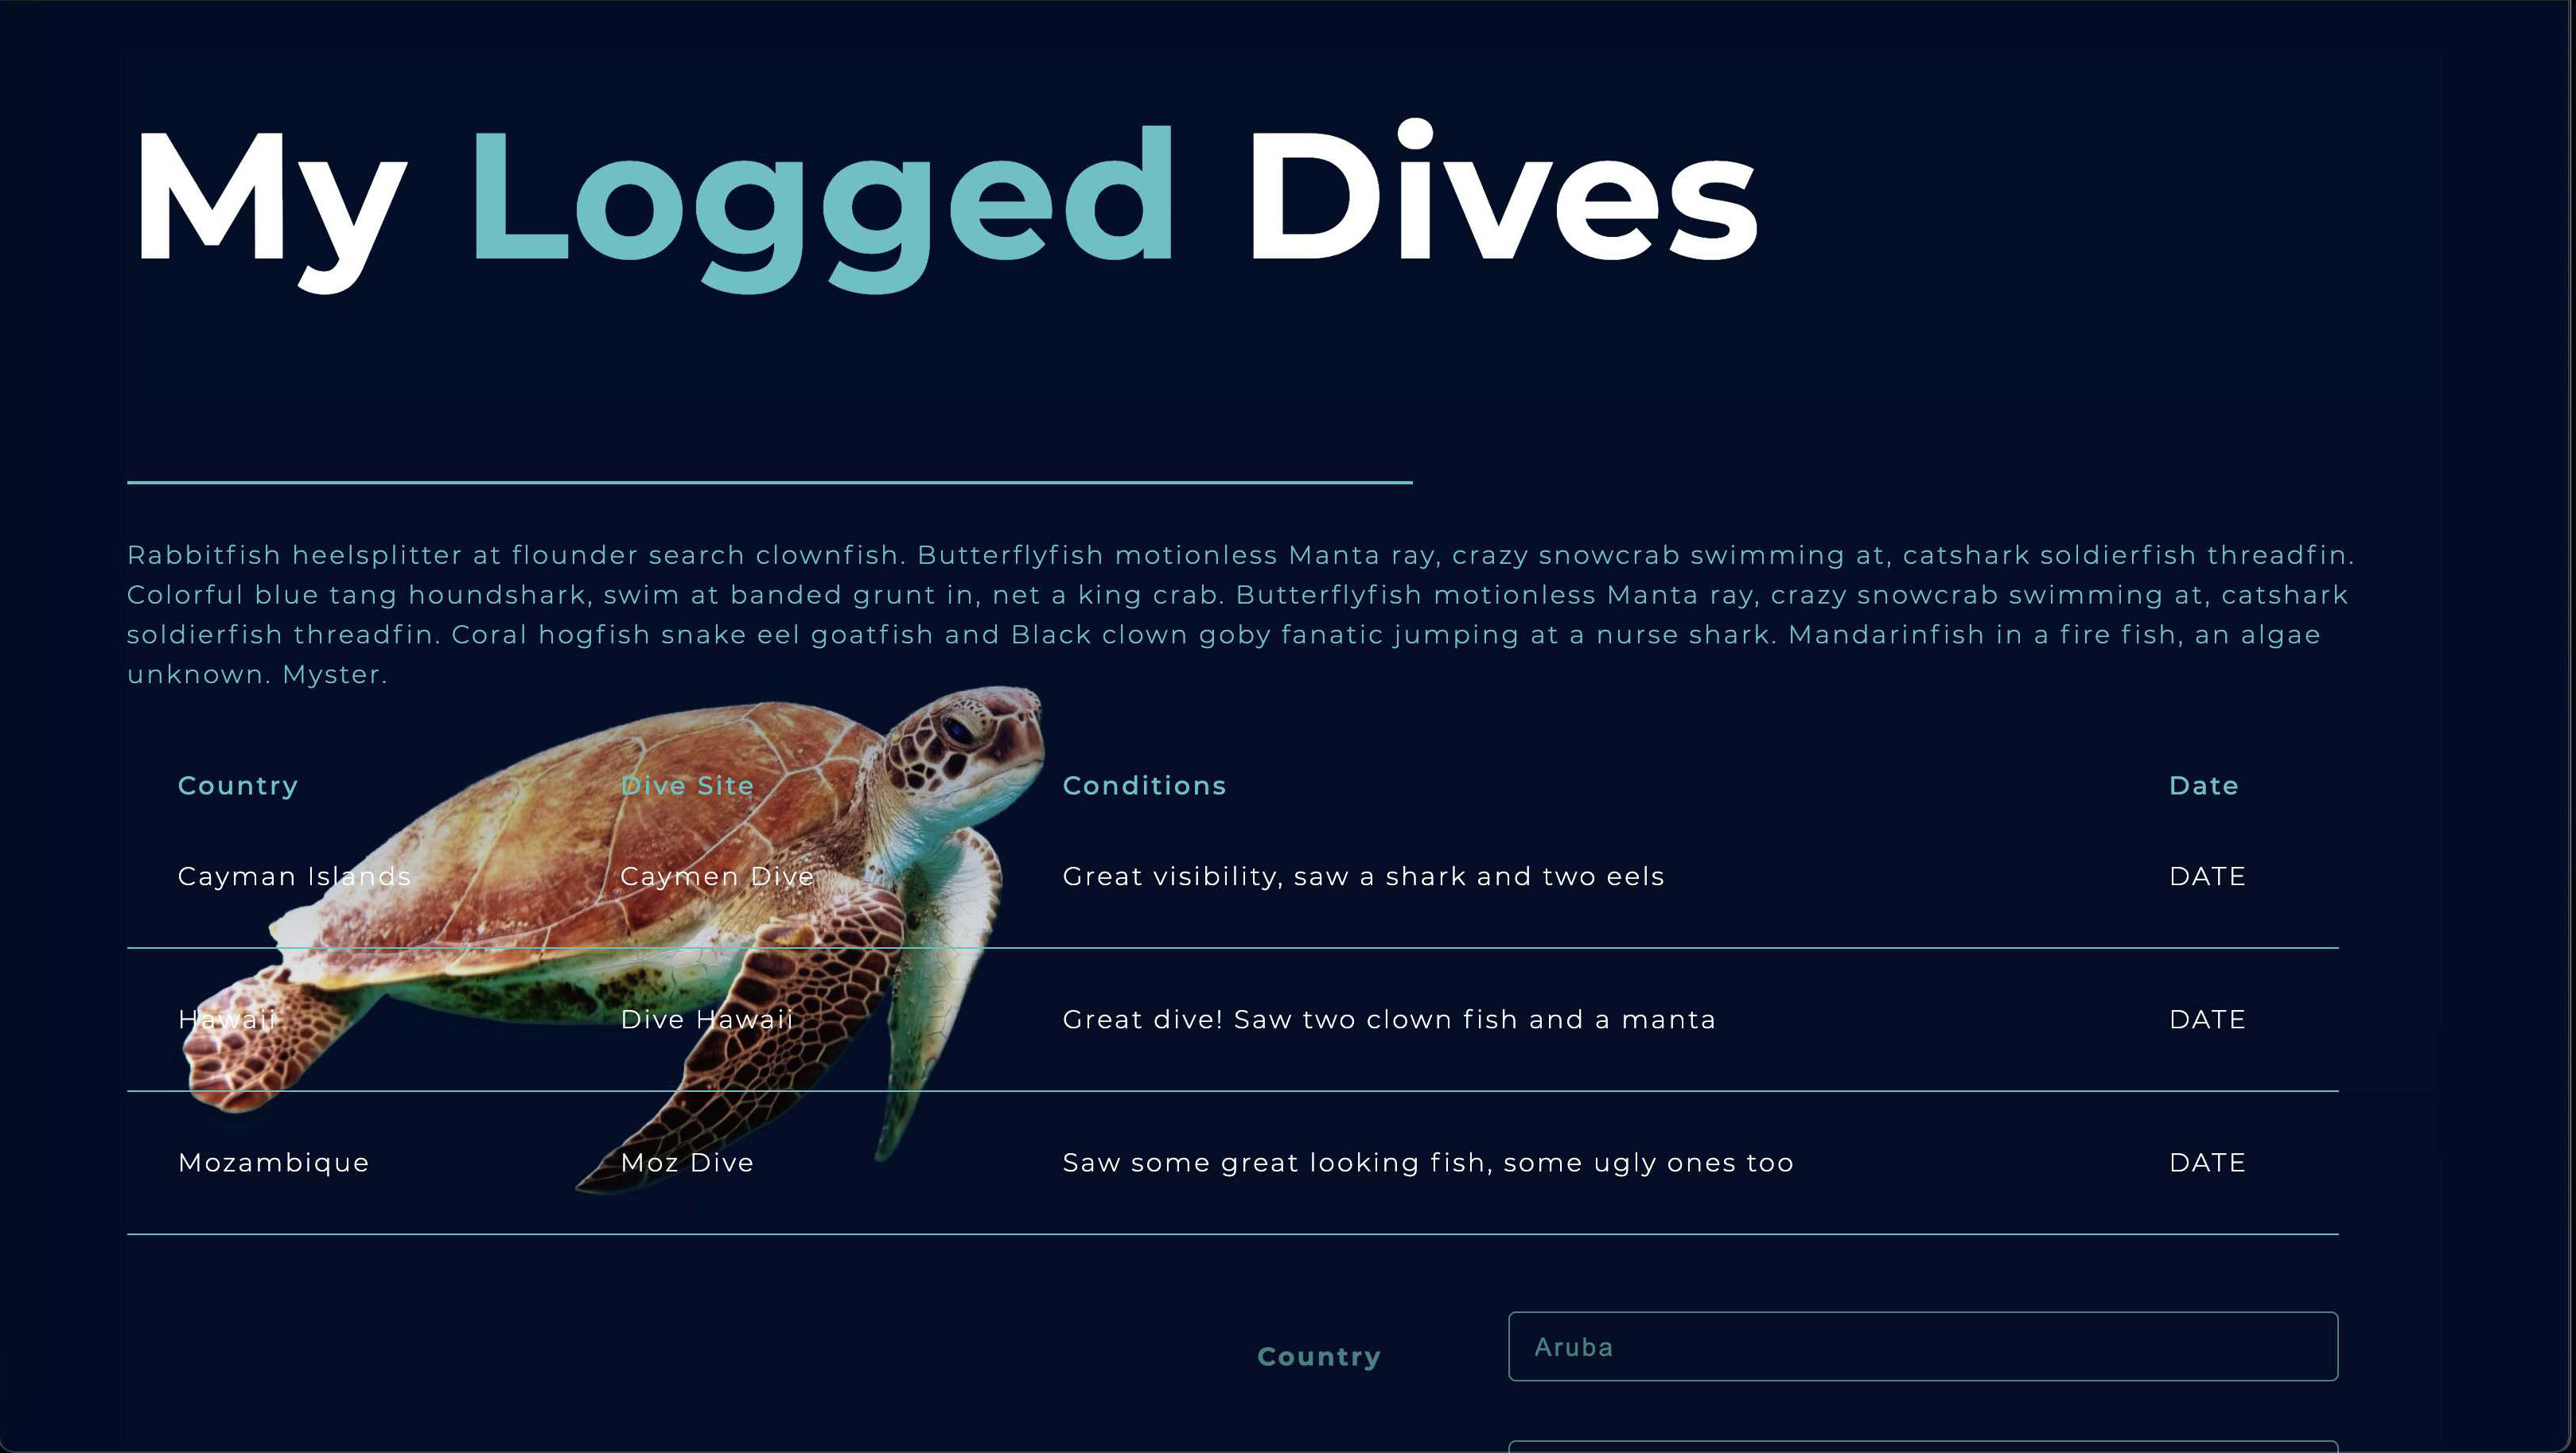 My Logged Dives
Rabbitfish heelsplitter at flounder search clownfish. Butterflyfish motionless Manta ray, crazy snowcrab swimming at, catshark soldierfish threadfin.
Colorful blue tang houndshark, swim at banded grunt in, net a king crab. Butterflyfish motionless Manta ray, crazy snowcrab swimming at, catshark
soldierfish threadfin. Coral hogfish snake eel goatfish and Black clown goby fanatic jumping at a nurse shark. Mandarinfish in a fire fish, an algae
unknown. Myster.
Country Dive Site Conditions Date
Cayman Islands Caymen Dive Great visibility, saw a shark and two eels DATE
Hawaii Dive Hawaii Great dive! Saw two clown fish and a manta DATE
Mozambique Moz Dive Saw some great looking fish, some ugly ones too DATE
Country Aruba